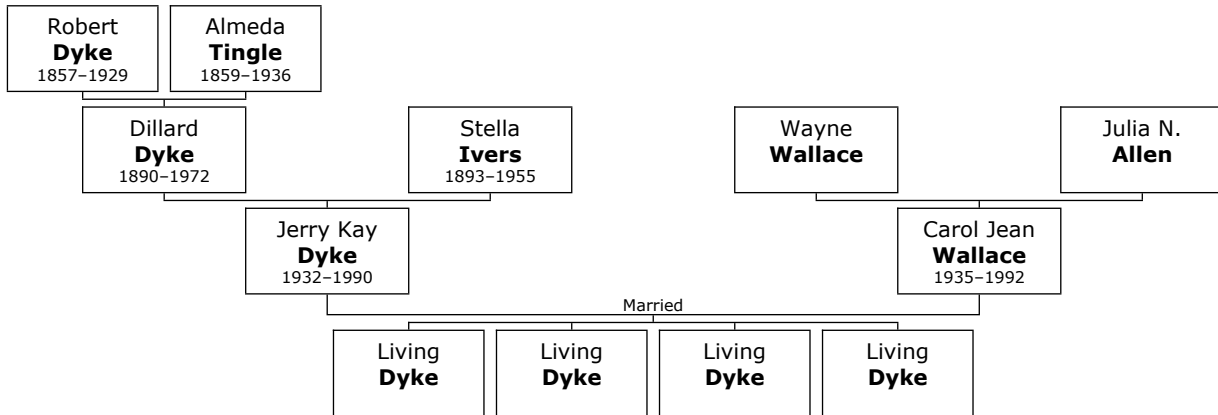 Robert
Dyke
1857–1929
Almeda
Tingle
1859–1936
Dillard
Dyke
1890–1972
Stella
Ivers
1893–1955
Wayne
Wallace
Julia N.
Allen
Jerry Kay
Dyke
1932–1990
Carol Jean
Wallace
1935–1992
Married
Living
Dyke
Living
Dyke
Living
Dyke
Living
Dyke